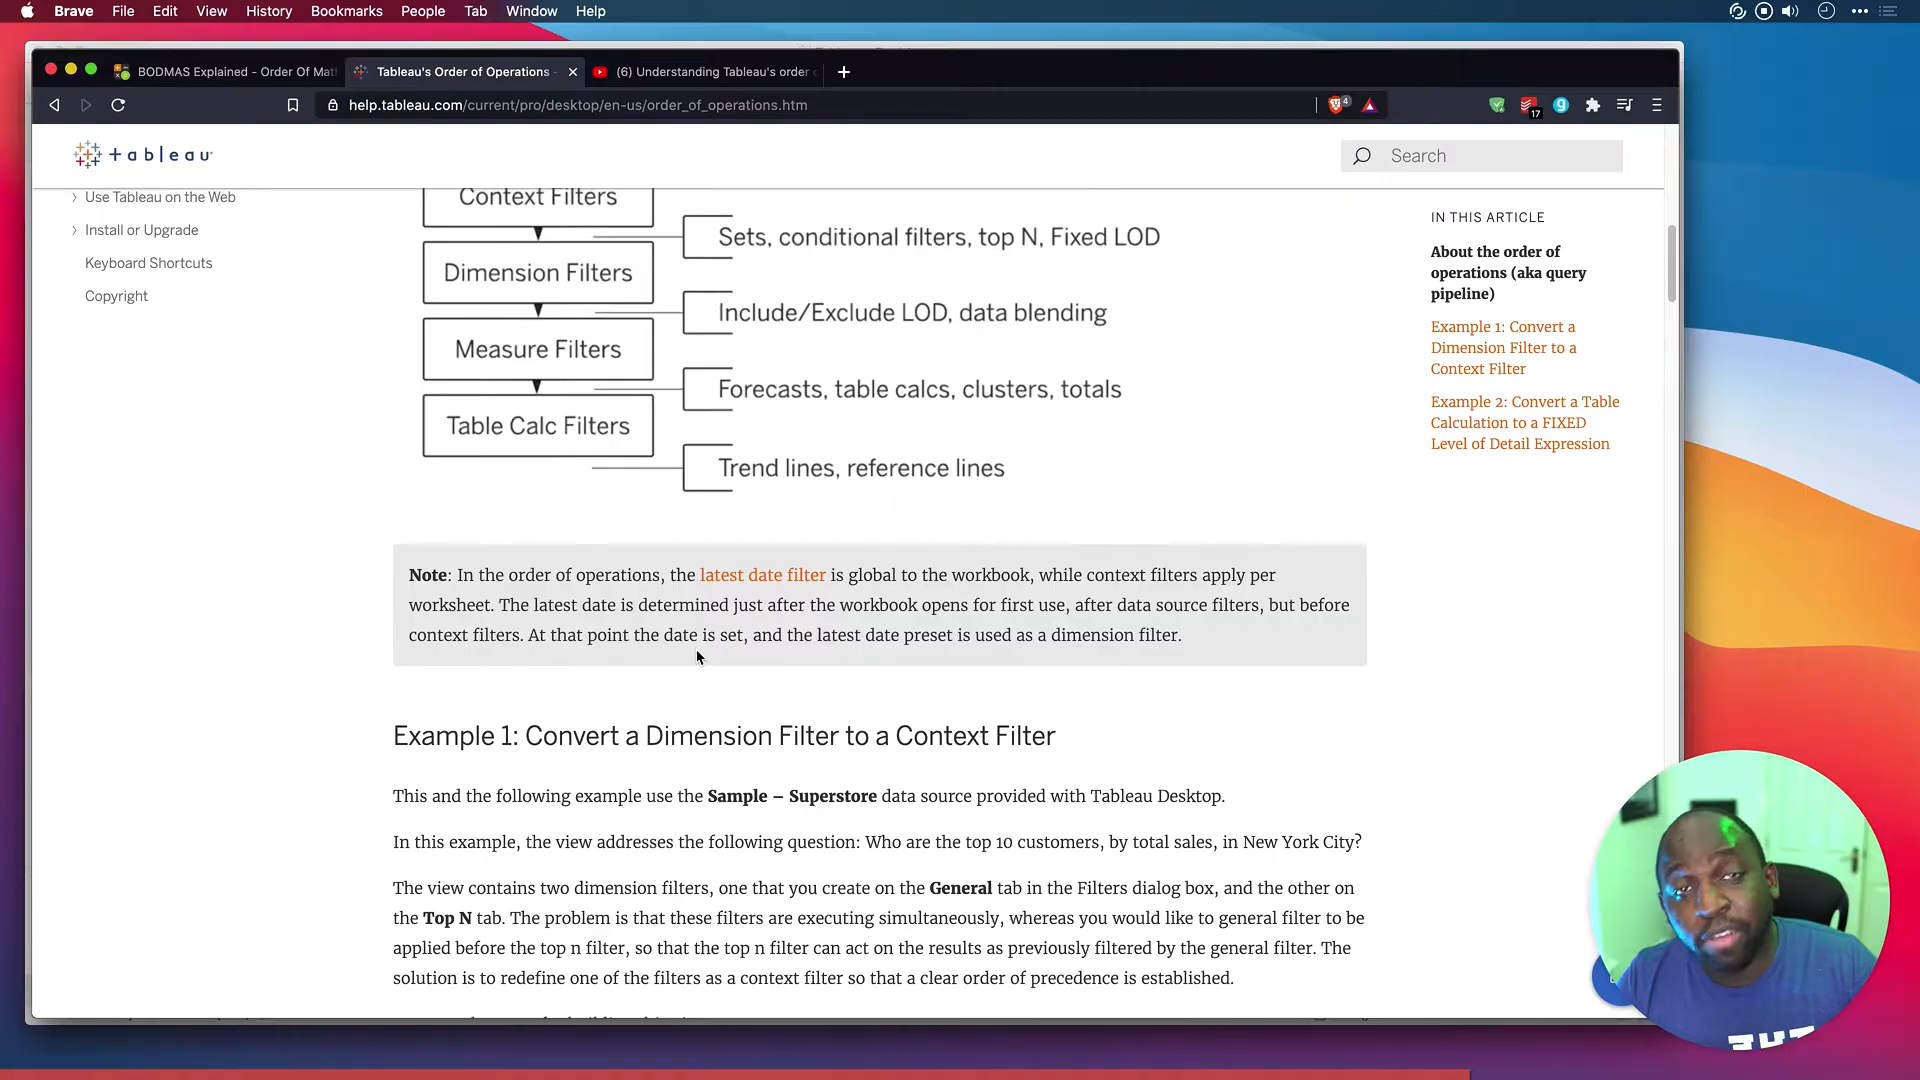 Brave File Edit View History Bookmarks People Tab Window Help
BODMAS Explained - Order Of Mat
Tableau's Order of Operations -
(6) Understanding Tableau's order
help.tableau.com/current/pro/desktop/en-us/order_of_operations.htm
4
17
tableau
Search
Use Tableau on the Web
Install or Upgrade
Keyboard Shortcuts
Copyright
Context Filters
Sets, conditional filters, top N, Fixed LOD
Dimension Filters
Include/Exclude LOD, data blending
Measure Filters
Forecasts, table calcs, clusters, totals
Table Calc Filters
Trend lines, reference lines
Note: In the order of operations, the latest date filter is global to the workbook, while context filters apply per
worksheet. The latest date is determined just after the workbook opens for first use, after data source filters, but before
context filters. At that point the date is set, and the latest date preset is used as a dimension filter.
Example 1: Convert a Dimension Filter to a Context Filter
This and the following example use the Sample – Superstore data source provided with Tableau Desktop.
In this example, the view addresses the following question: Who are the top 10 customers, by total sales, in New York City?
The view contains two dimension filters, one that you create on the General tab in the Filters dialog box, and the other on
the Top N tab. The problem is that these filters are executing simultaneously, whereas you would like to general filter to be
applied before the top n filter, so that the top n filter can act on the results as previously filtered by the general filter. The
solution is to redefine one of the filters as a context filter so that a clear order of precedence is established.
IN THIS ARTICLE
About the order of
operations (aka query
pipeline)
Example 1: Convert a
Dimension Filter to a
Context Filter
Example 2: Convert a Table
Calculation to a FIXED
Level of Detail Expression